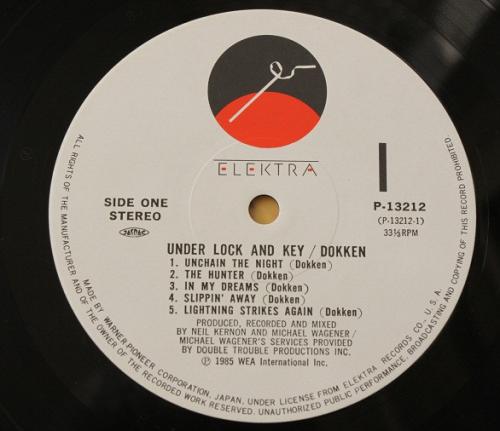 ELEKTRA
SIDE ONE
STEREO
JASRAC
P-13212
(P-13212-1)
33⅓RPM
UNDER LOCK AND KEY / DOKKEN
1. UNCHAIN THE NIGHT (Dokken)
2. THE HUNTER (Dokken)
3. IN MY DREAMS (Dokken)
4. SLIPPIN' AWAY (Dokken)
5. LIGHTNING STRIKES AGAIN (Dokken)
PRODUCED, RECORDED AND MIXED
BY NEIL KERNON AND MICHAEL WAGENER/
MICHAEL WAGENER'S SERVICES PROVIDED
BY DOUBLE TROUBLE PRODUCTIONS INC.
℗ 1985 WEA International Inc.
MADE BY WARNER-PIONEER CORPORATION, JAPAN, UNDER LICENSE FROM ELEKTRA RECORDS CO., U.S.A.
ALL RIGHTS OF THE MANUFACTURER AND OF THE OWNER OF THE RECORDED WORK RESERVED. UNAUTHORIZED PUBLIC PERFORMANCE, BROADCASTING AND COPYING OF THIS RECORD PROHIBITED.